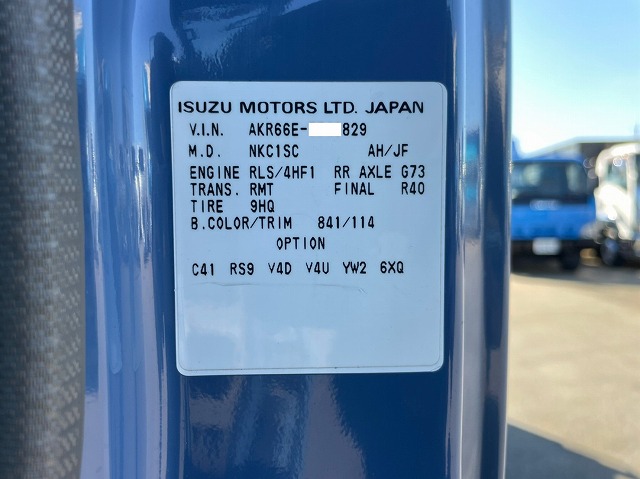 ISUZU MOTORS LTD. JAPAN
V.I.N. AKR66E- 829
M.D. NKC1SC AH/JF
ENGINE RLS/4HF1 RR AXLE G73
TRANS. RMT FINAL R40
TIRE 9HQ
B.COLOR/TRIM 841/114
OPTION
C41 RS9 V4D V4U YW2 6XQ